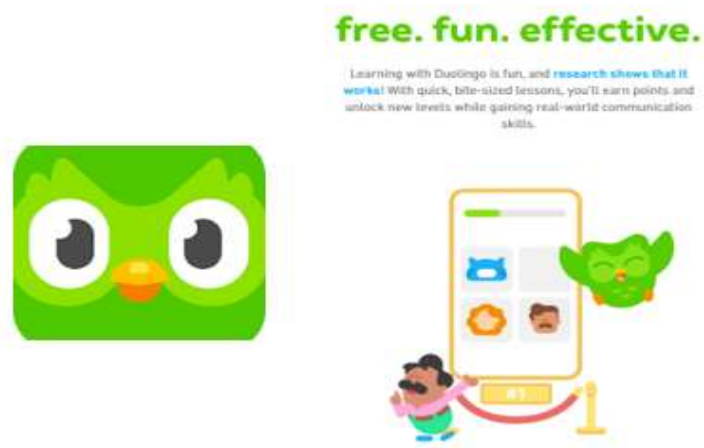 free. fun. effective.
Learning with Duolingo is fun, and research shows that it
works! With quick, bite-sized lessons, you'll earn points and
unlock new levels while gaining real-world communication
skills.
#1